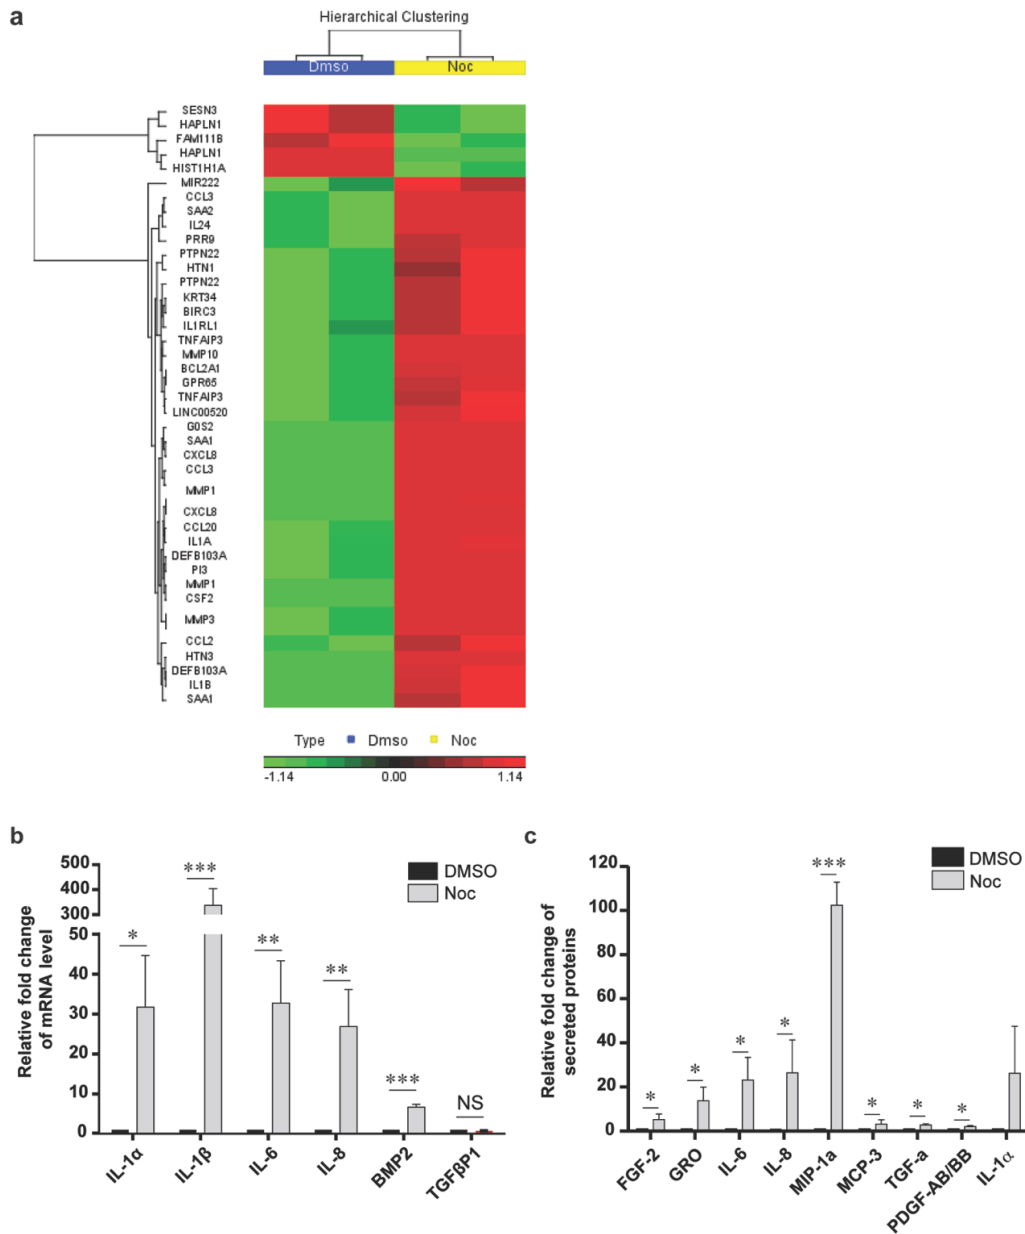 a
Hierarchical Clustering
Dmso Noc
SESN3
HAPLN1
FAM111B
HAPLN1
HIST1H1A
MIR222
CCL3
SAA2
IL24
PRR9
PTPN22
HTN1
PTPN22
KRT34
BIRC3
IL1RL1
TNFAIP3
MMP10
BCL2A1
GPR65
TNFAIP3
LINC00520
G0S2
SAA1
CXCL8
CCL3
MMP1
CXCL8
CCL20
IL1A
DEFB103A
PI3
MMP1
CSF2
MMP3
CCL2
HTN3
DEFB103A
IL1B
SAA1
Type Dmso Noc
-1.14 0.00 1.14
b
Relative fold change
of mRNA level
500
400
300
50
40
30
20
10
0
*
***
**
**
***
NS
DMSO
Noc
IL-1α
IL-1β
IL-6
IL-8
BMP2
TGFβP1
c
Relative fold change of
secreted proteins
120
100
80
60
40
20
0
*
*
*
*
***
*
*
*
DMSO
Noc
FGF-2
GRO
IL-6
IL-8
MIP-1a
MCP-3
TGF-a
PDGF-AB/BB
IL-1α